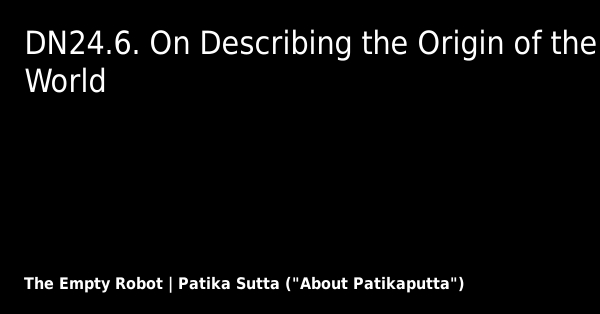 DN24.6. On Describing the Origin of the
World
The Empty Robot | Patika Sutta ("About Patikaputta")